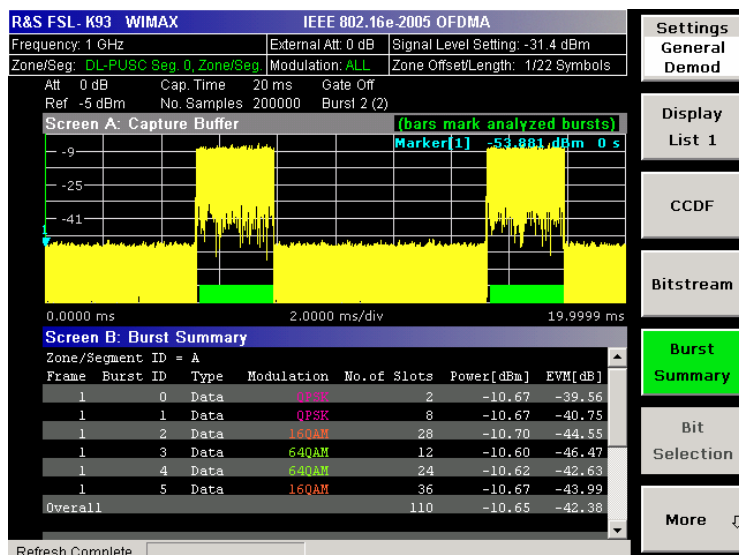 R&S FSL-K93 WIMAX IEEE 802.16e-2005 OFDMA
Frequency: 1 GHz External Att: 0 dB Signal Level Setting: -31.4 dBm
Zone/Seg: DL-PUSC Seg. 0, Zone/Seg. Modulation: ALL Zone Offset/Length: 1/22 Symbols
Att 0 dB Cap. Time 20 ms Gate Off
Ref -5 dBm No. Samples 200000 Burst 2 (2)
Screen A: Capture Buffer (bars mark analyzed bursts)
Marker[1] -53.881 dBm 0 s
-9
-25
-41
1
0.0000 ms 2.0000 ms/div 19.9999 ms
Screen B: Burst Summary
Zone/Segment ID = A
Frame Burst ID Type Modulation No.of Slots Power[dBm] EVM[dB]
1 0 Data QPSK 2 -10.67 -39.56
1 1 Data QPSK 8 -10.67 -40.75
1 2 Data 16QAM 28 -10.70 -44.55
1 3 Data 64QAM 12 -10.60 -46.47
1 4 Data 64QAM 24 -10.62 -42.63
1 5 Data 16QAM 36 -10.67 -43.99
Overall 110 -10.65 -42.38
Refresh Complete
Settings
General
Demod
Display
List 1
CCDF
Bitstream
Burst
Summary
Bit
Selection
More